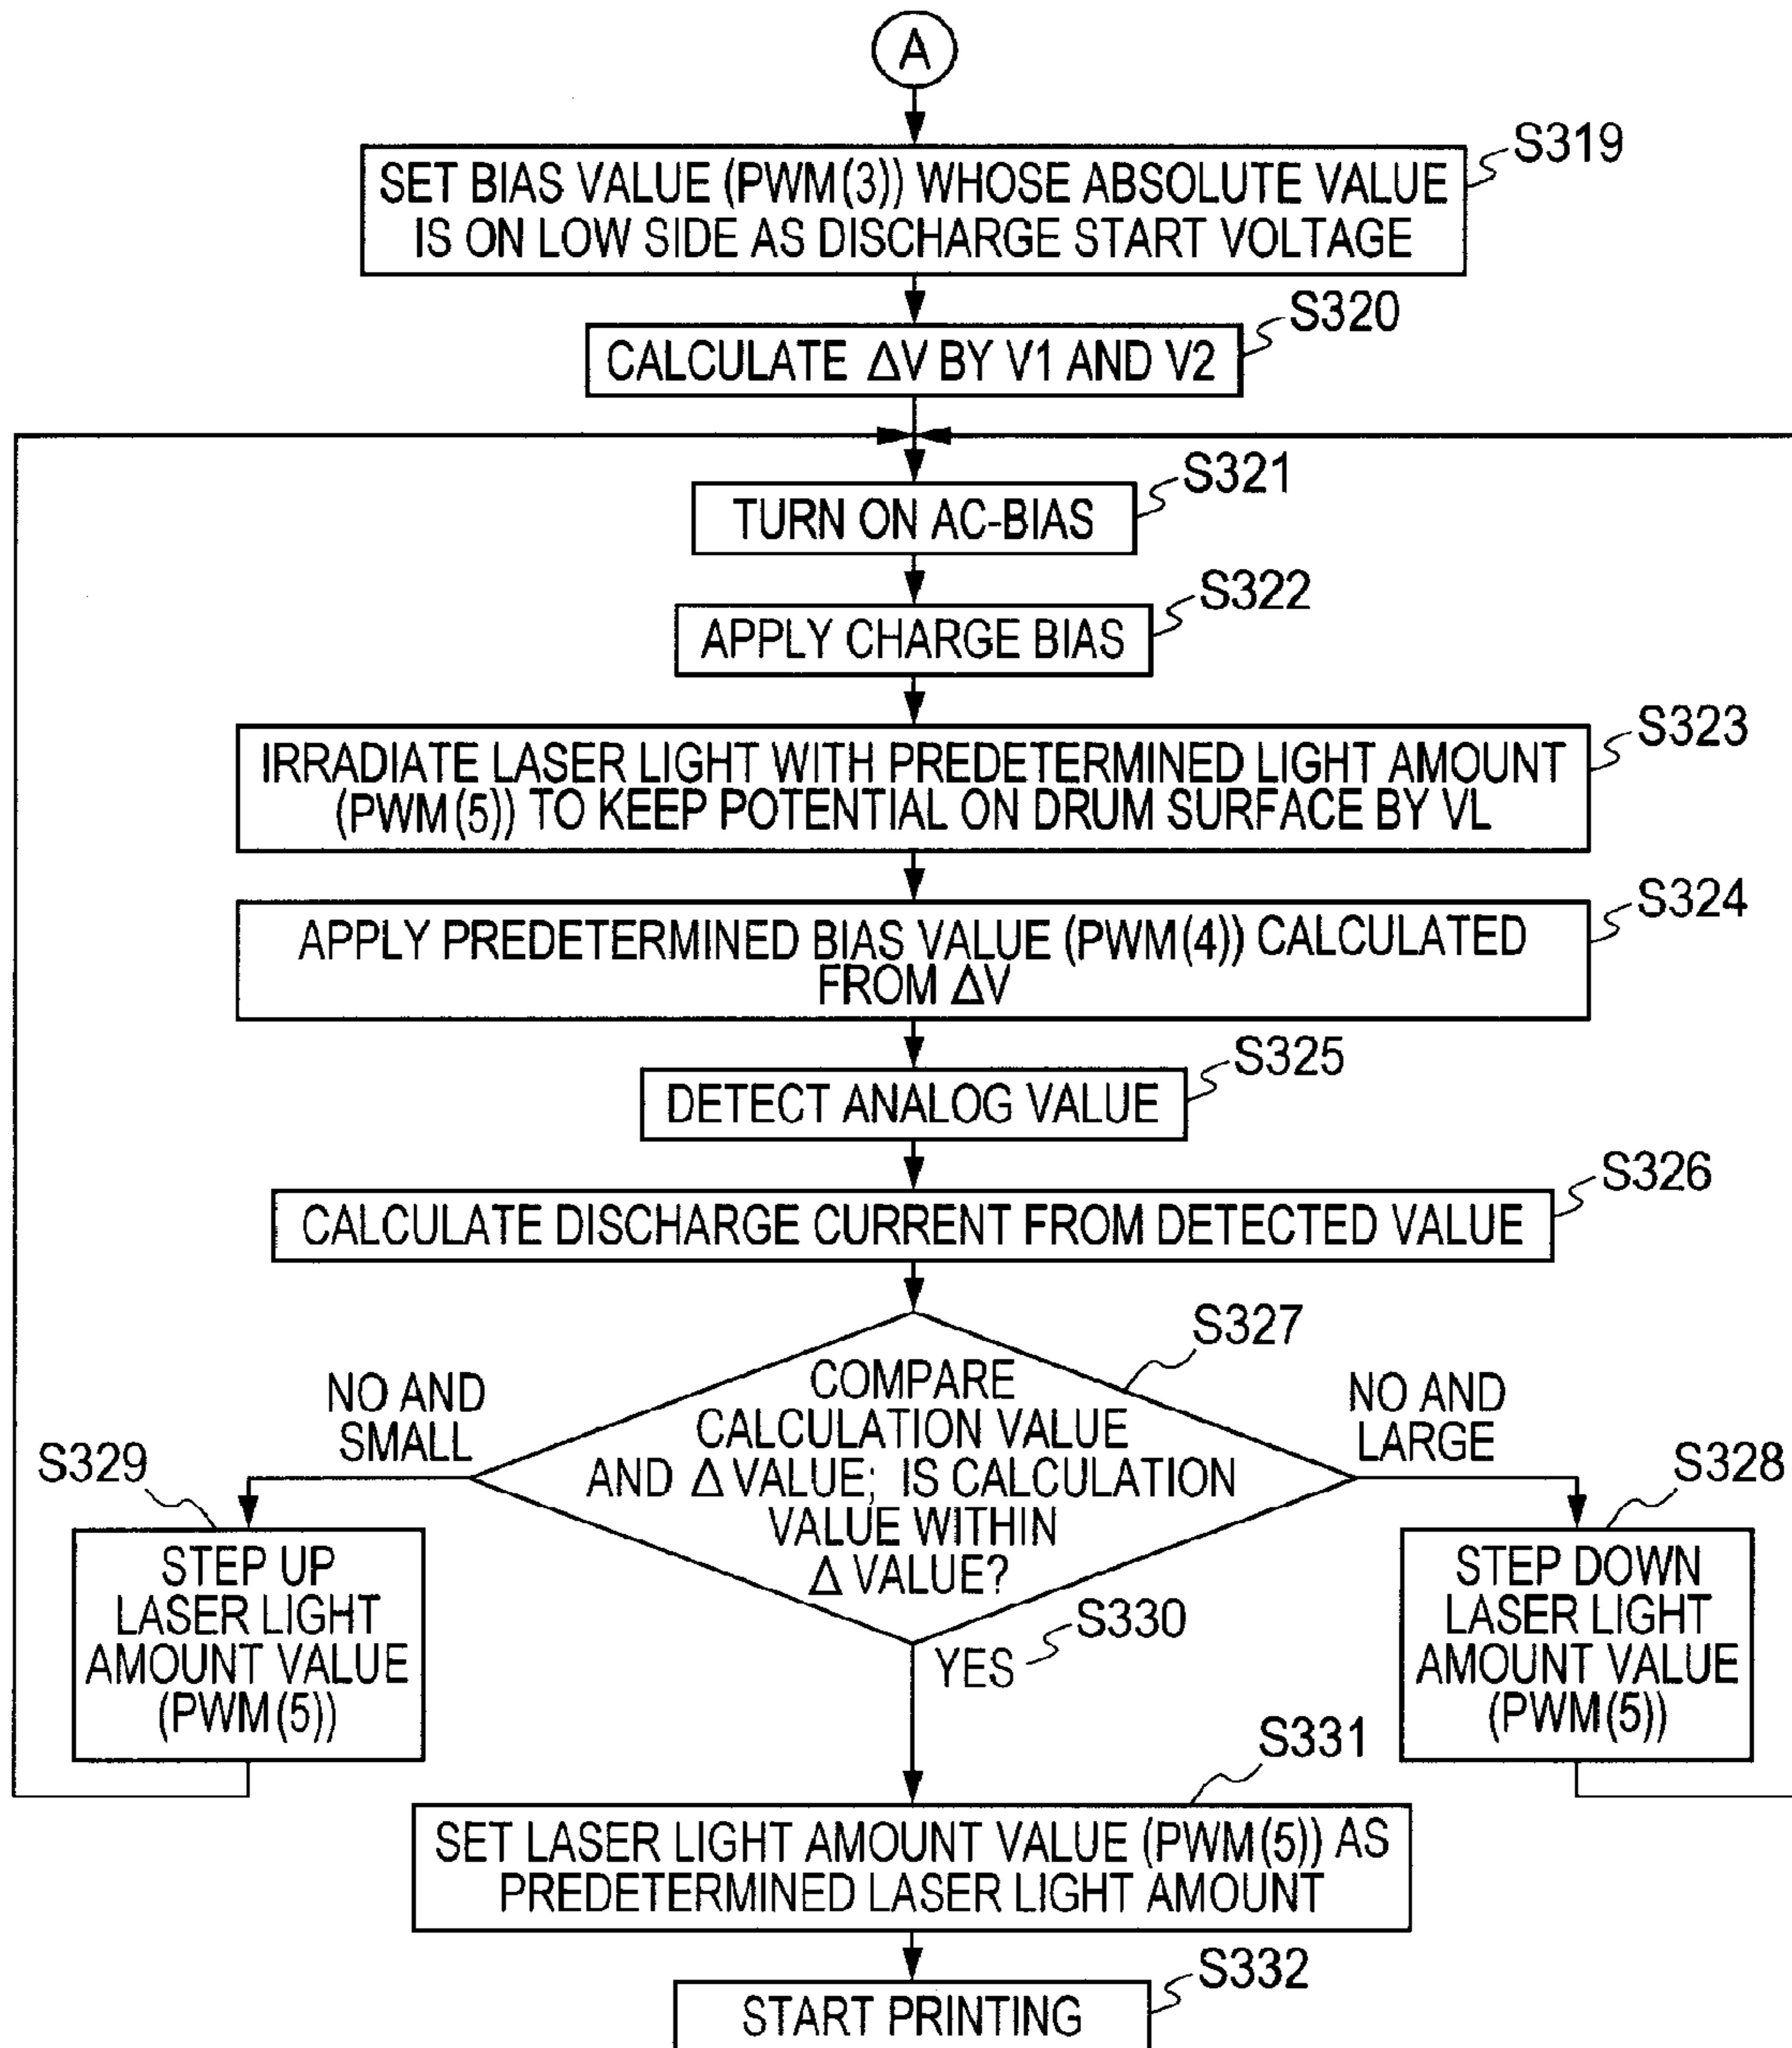 A
S319
SET BIAS VALUE (PWM(3)) WHOSE ABSOLUTE VALUE
IS ON LOW SIDE AS DISCHARGE START VOLTAGE
S320
CALCULATE ΔV BY V1 AND V2
S321
TURN ON AC-BIAS
S322
APPLY CHARGE BIAS
S323
IRRADIATE LASER LIGHT WITH PREDETERMINED LIGHT AMOUNT
(PWM(5)) TO KEEP POTENTIAL ON DRUM SURFACE BY VL
S324
APPLY PREDETERMINED BIAS VALUE (PWM(4)) CALCULATED
FROM ΔV
S325
DETECT ANALOG VALUE
S326
CALCULATE DISCHARGE CURRENT FROM DETECTED VALUE
S327
COMPARE
CALCULATION VALUE
AND Δ VALUE; IS CALCULATION
VALUE WITHIN
Δ VALUE?
NO AND
SMALL
NO AND
LARGE
S329
STEP UP
LASER LIGHT
AMOUNT VALUE
(PWM(5))
S328
STEP DOWN
LASER LIGHT
AMOUNT VALUE
(PWM(5))
S330
YES
S331
SET LASER LIGHT AMOUNT VALUE (PWM(5)) AS
PREDETERMINED LASER LIGHT AMOUNT
S332
START PRINTING